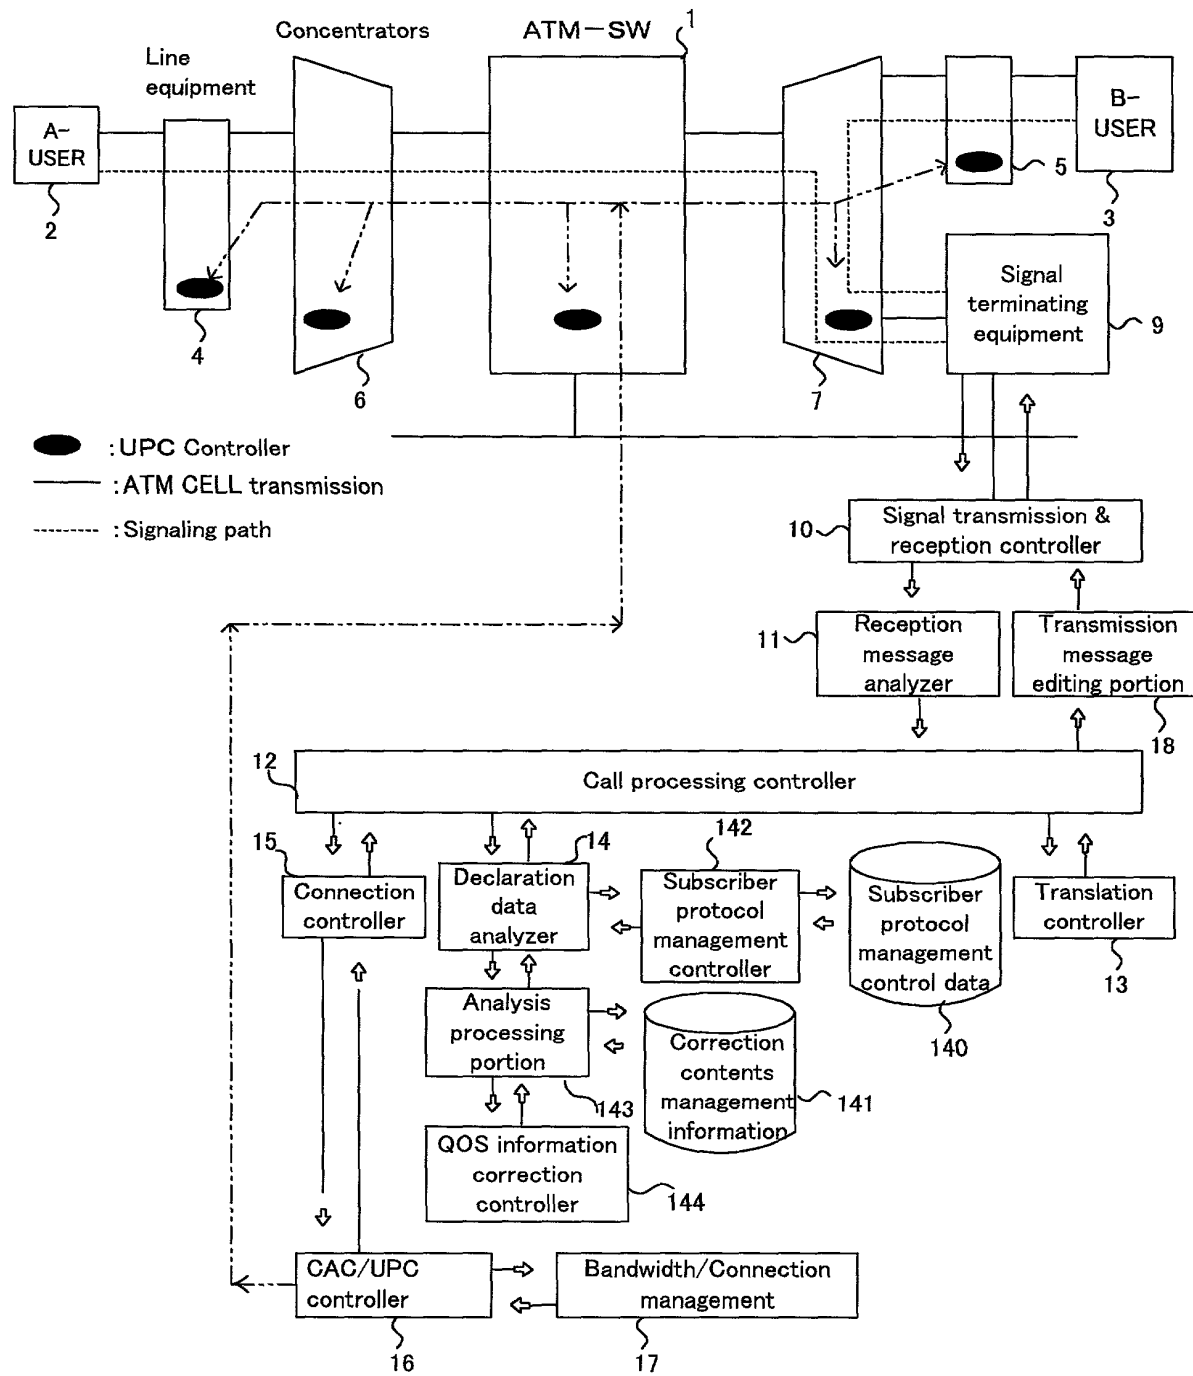 1
Concentrators
ATM-SW
Line
equipment
A-
USER
B-
USER
2
5
3
Signal
terminating
equipment
9
4
6
7
:UPC Controller
:ATM CELL transmission
:Signaling path
10
Signal transmission &
reception controller
11
Reception
message
analyzer
Transmission
message
editing portion
18
12
Call processing controller
15
14
142
Connection
controller
Declaration
data
analyzer
Subscriber
protocol
management
controller
Subscriber
protocol
management
control data
Translation
controller
13
140
Analysis
processing
portion
143
Correction
contents
management
information
141
QOS information
correction
controller
144
CAC/UPC
controller
Bandwidth/Connection
management
16
17